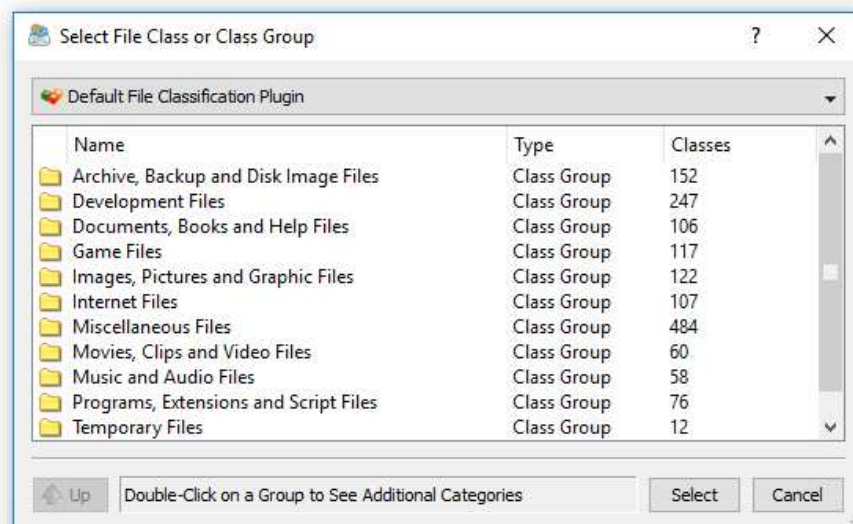 Select File Class or Class Group
Default File Classification Plugin
Name Type Classes
Archive, Backup and Disk Image Files Class Group 152
Development Files Class Group 247
Documents, Books and Help Files Class Group 106
Game Files Class Group 117
Images, Pictures and Graphic Files Class Group 122
Internet Files Class Group 107
Miscellaneous Files Class Group 484
Movies, Clips and Video Files Class Group 60
Music and Audio Files Class Group 58
Programs, Extensions and Script Files Class Group 76
Temporary Files Class Group 12
Up Double-Click on a Group to See Additional Categories Select Cancel